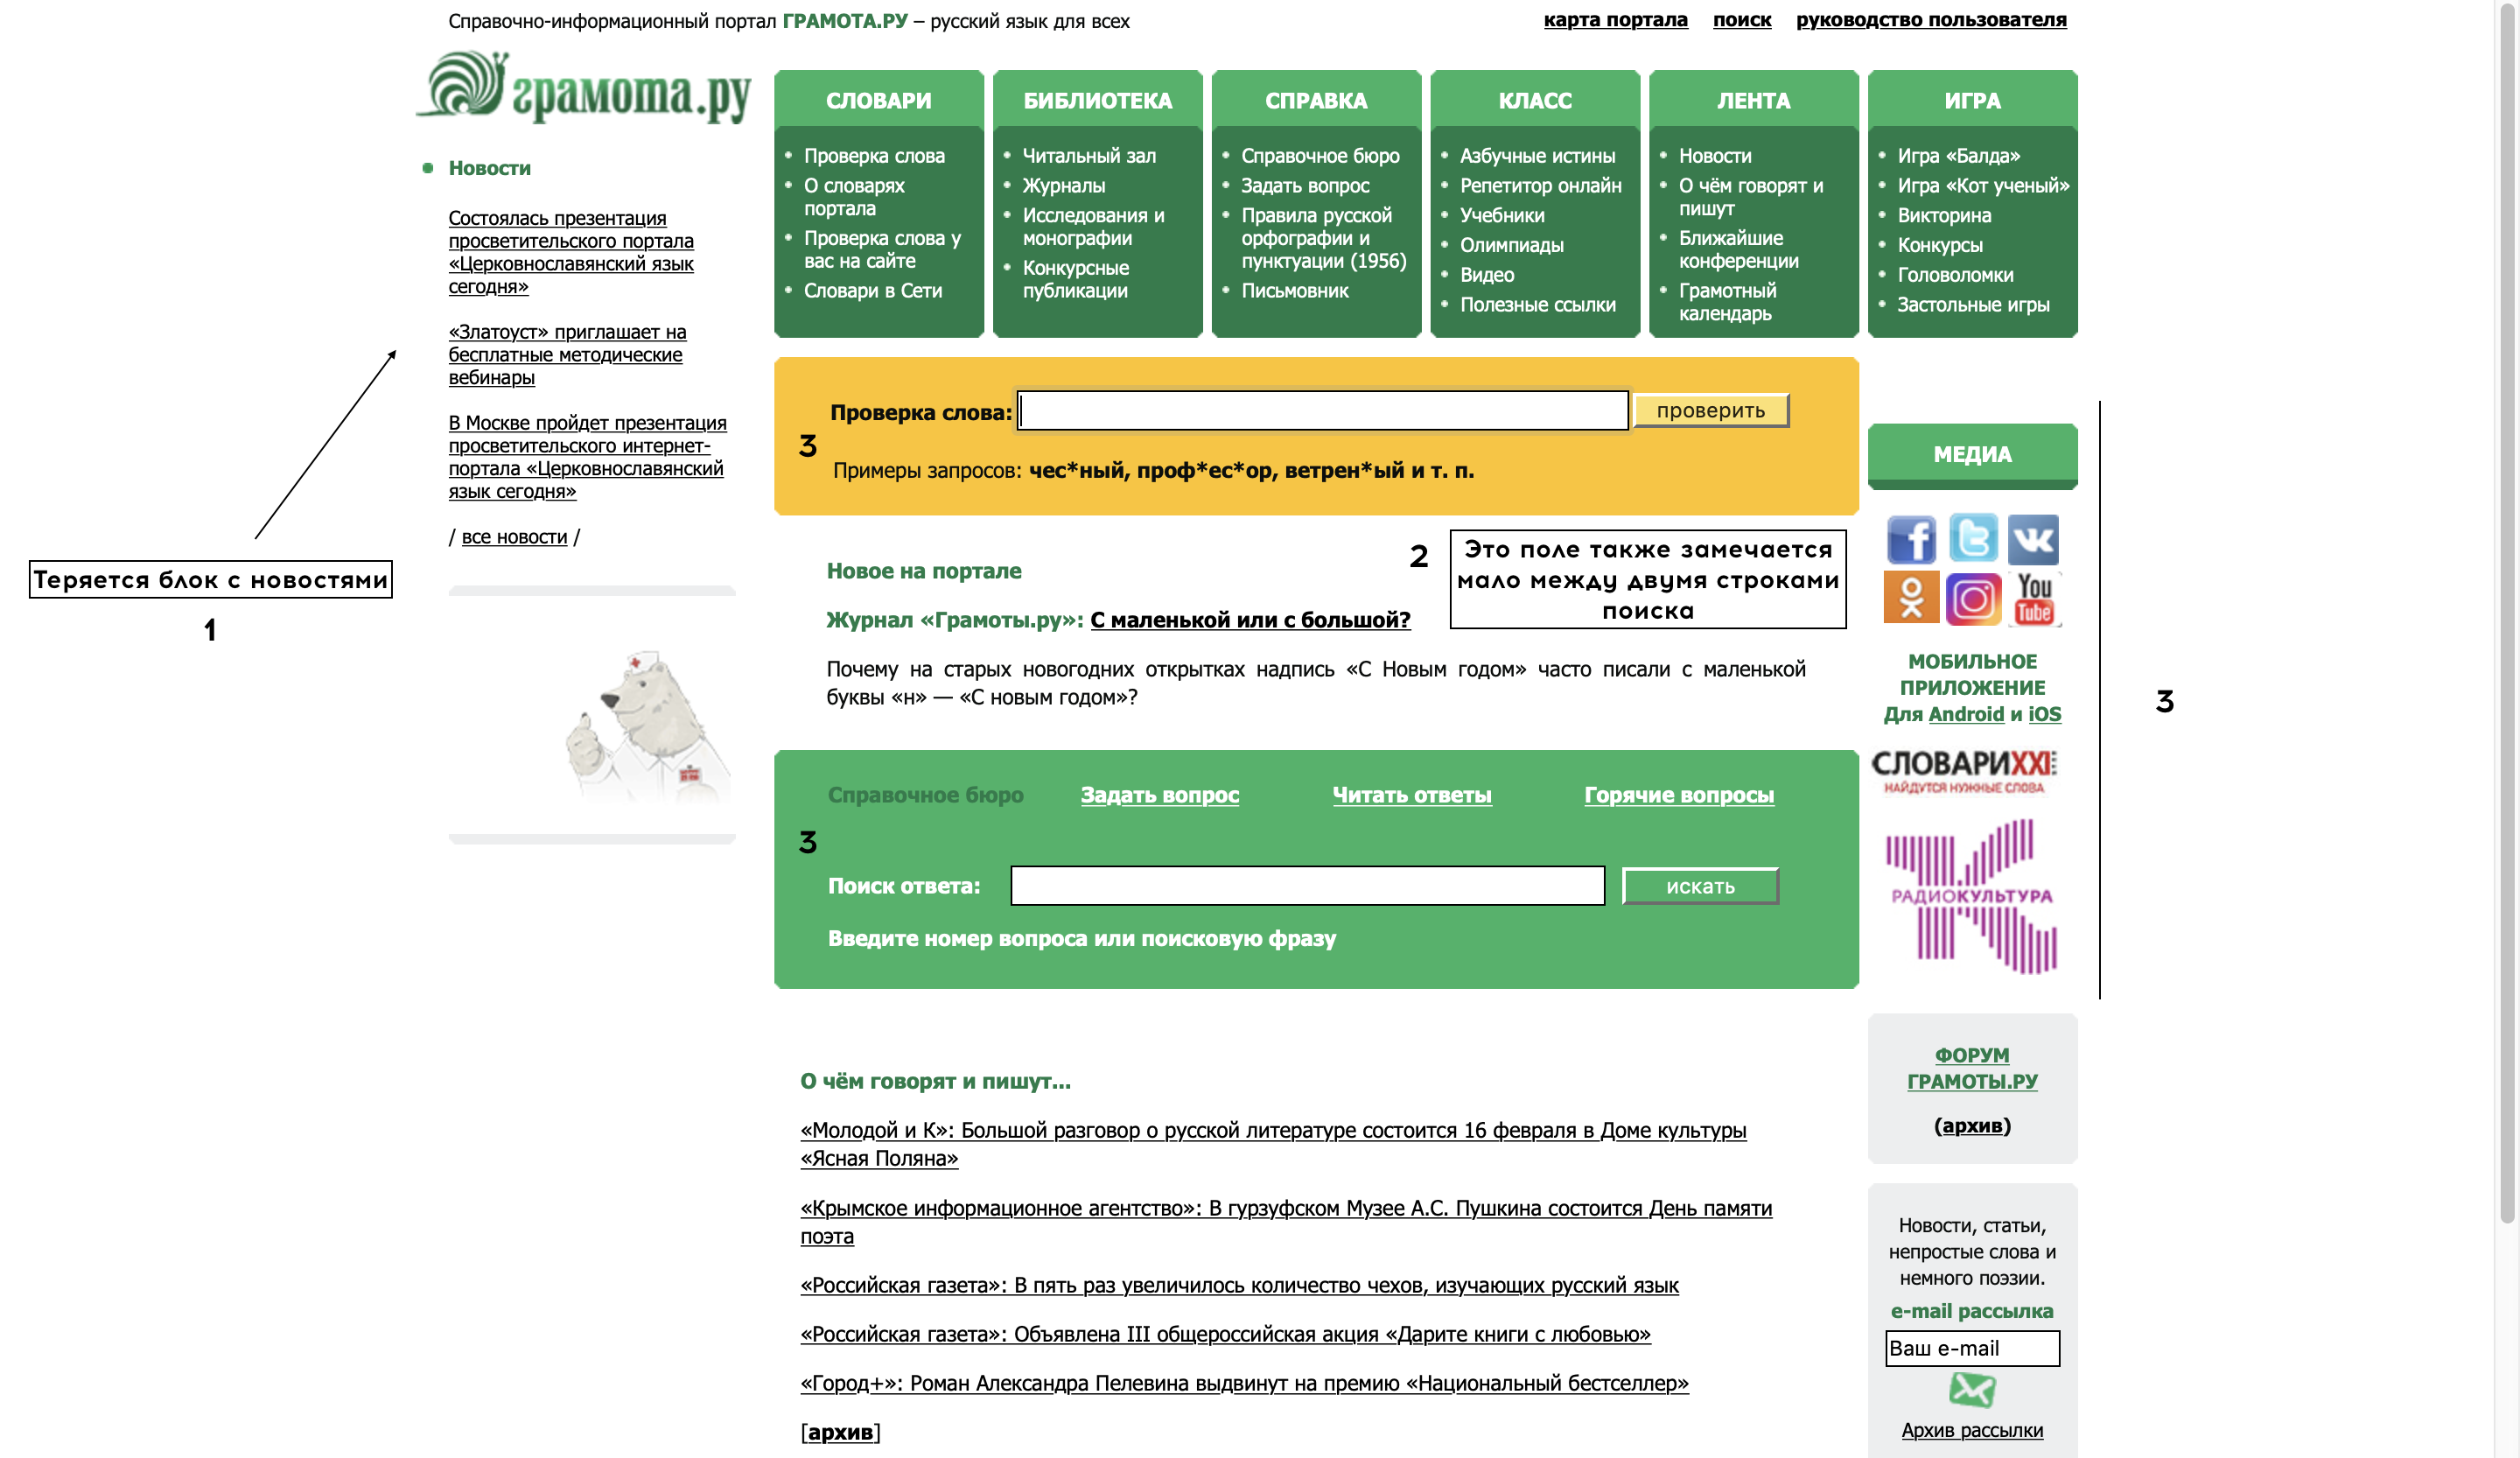 Справочно-информационный портал ГРАМОТА.РУ – русский язык для всех
карта портала поиск руководство пользователя
грамота.ру
Новости
Состоялась презентация
просветительского портала
«Церковнославянский язык
сегодня»
«Златоуст» приглашает на
бесплатные методические
вебинары
В Москве пройдет презентация
просветительского интернет-
портала «Церковнославянский
язык сегодня»
/ все новости /
Теряется блок с новостями
1
СЛОВАРИ
Проверка слова
О словарях
портала
Проверка слова у
вас на сайте
Словари в Сети
БИБЛИОТЕКА
Читальный зал
Журналы
Исследования и
монографии
Конкурсные
публикации
СПРАВКА
Справочное бюро
Задать вопрос
Правила русской
орфографии и
пунктуации (1956)
Письмовник
КЛАСС
Азбучные истины
Репетитор онлайн
Учебники
Олимпиады
Видео
Полезные ссылки
ЛЕНТА
Новости
О чём говорят и
пишут
Ближайшие
конференции
Грамотный
календарь
ИГРА
Игра «Балда»
Игра «Кот ученый»
Викторина
Конкурсы
Головоломки
Застольные игры
Проверка слова:
проверить
3
Примеры запросов: чес*ный, проф*ес*ор, ветрен*ый и т. п.
Новое на портале
2
Это поле также замечается
мало между двумя строками
поиска
Журнал «Грамоты.ру»: С маленькой или с большой?
Почему на старых новогодних открытках надпись «С Новым годом» часто писали с маленькой
буквы «н» — «С новым годом»?
Справочное бюро Задать вопрос Читать ответы Горячие вопросы
3
Поиск ответа:
искать
Введите номер вопроса или поисковую фразу
О чём говорят и пишут...
«Молодой и К»: Большой разговор о русской литературе состоится 16 февраля в Доме культуры
«Ясная Поляна»
«Крымское информационное агентство»: В гурзуфском Музее А.С. Пушкина состоится День памяти
поэта
«Российская газета»: В пять раз увеличилось количество чехов, изучающих русский язык
«Российская газета»: Объявлена III общероссийская акция «Дарите книги с любовью»
«Город+»: Роман Александра Пелевина выдвинут на премию «Национальный бестселлер»
[архив]
МЕДИА
You
Tube
МОБИЛЬНОЕ
ПРИЛОЖЕНИЕ
Для Android и iOS
3
СЛОВАРИXXI
НАЙДУТСЯ НУЖНЫЕ СЛОВА
РАДИОКУЛЬТУРА
ФОРУМ
ГРАМОТЫ.РУ
(архив)
Новости, статьи,
непростые слова и
немного поэзии.
e-mail рассылка
Ваш e-mail
Архив рассылки